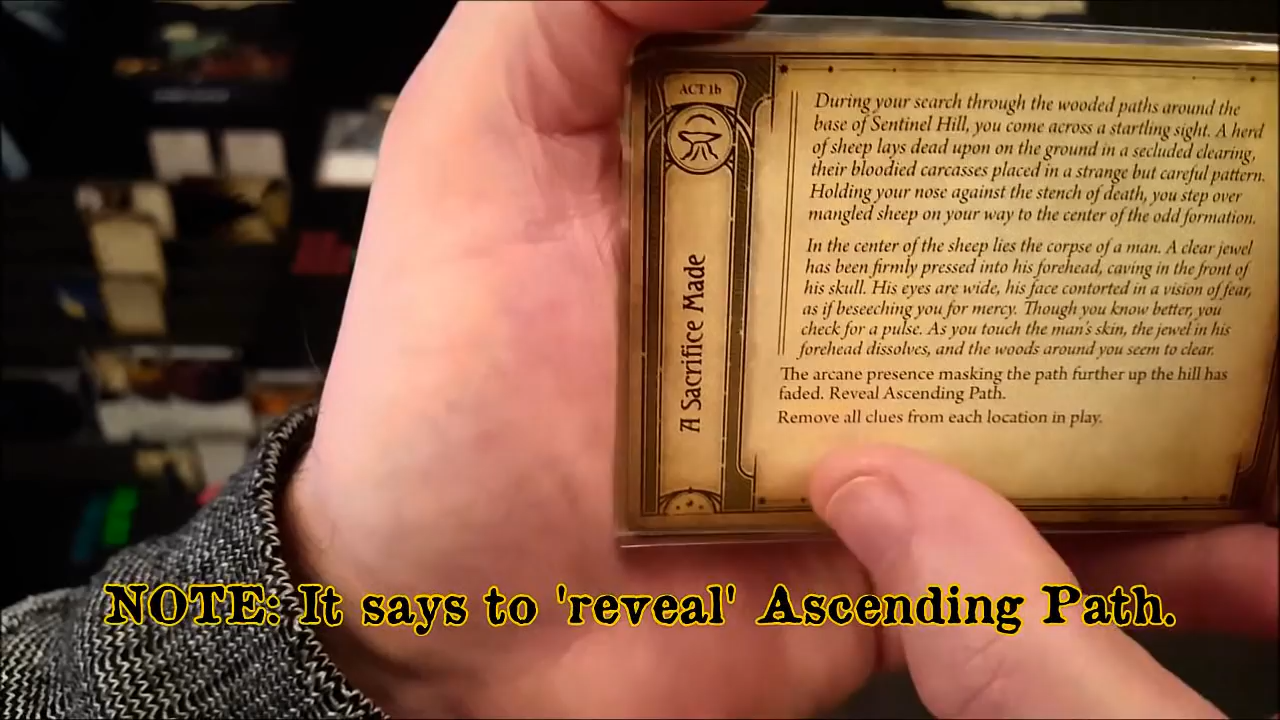 ACT 1b
A Sacrifice Made
During your search through the wooded paths around the
base of Sentinel Hill, you come across a startling sight. A herd
of sheep lays dead upon on the ground in a secluded clearing,
their bloodied carcasses placed in a strange but careful pattern.
Holding your nose against the stench of death, you step over
mangled sheep on your way to the center of the odd formation.
In the center of the sheep lies the corpse of a man. A clear jewel
has been firmly pressed into his forehead, caving in the front of
his skull. His eyes are wide, his face contorted in a vision of fear,
as if beseeching you for mercy. Though you know better, you
check for a pulse. As you touch the man's skin, the jewel in his
forehead dissolves, and the woods around you seem to clear.
The arcane presence masking the path further up the hill has
faded. Reveal Ascending Path.
Remove all clues from each location in play.
NOTE: It says to 'reveal' Ascending Path.